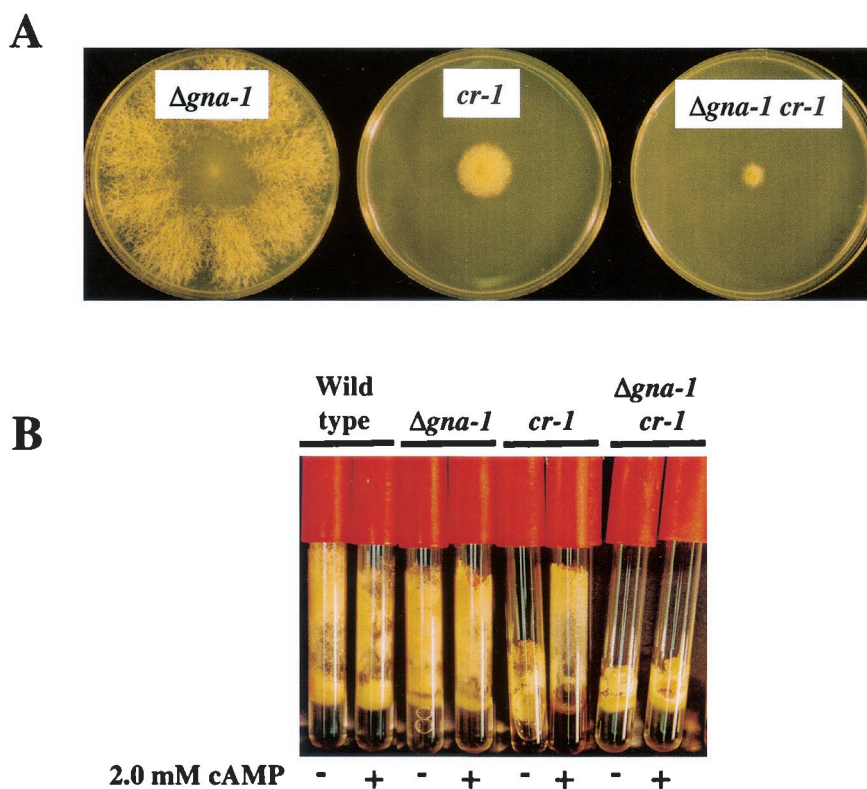 A
Δgna-1
cr-1
Δgna-1 cr-1
B
Wild
type
Δgna-1
cr-1
Δgna-1
cr-1
2.0 mM cAMP - + - + - + - +